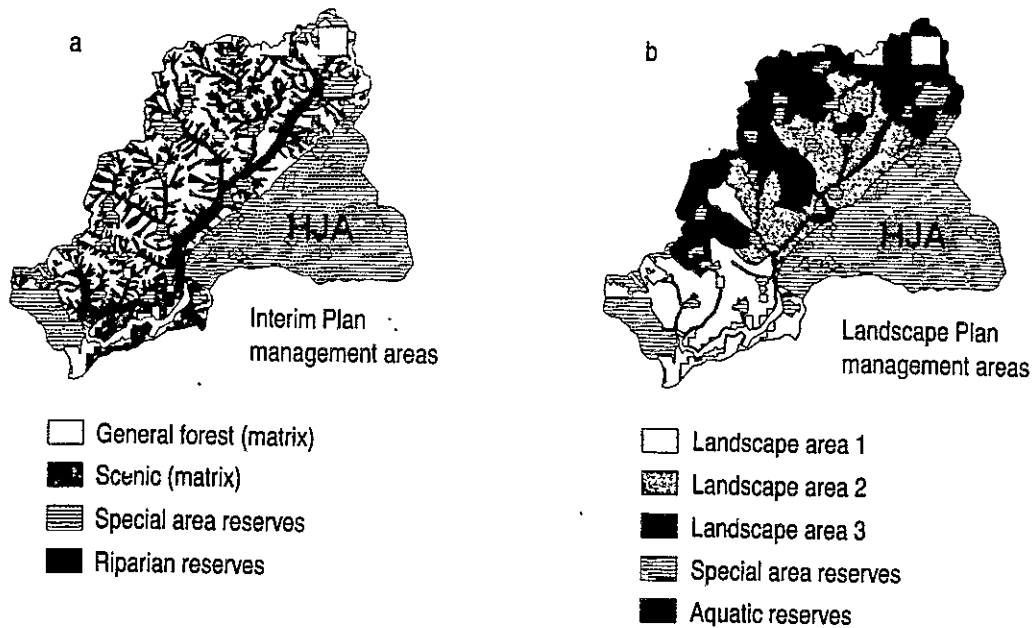 a
HJA
Interim Plan
management areas
General forest (matrix)
Scenic (matrix)
Special area reserves
Riparian reserves
b
HJA
Landscape Plan
management areas
Landscape area 1
Landscape area 2
Landscape area 3
Special area reserves
Aquatic reserves